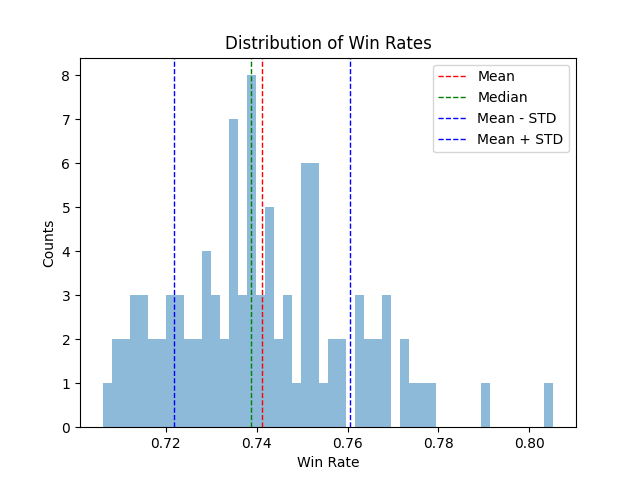 Distribution of Win Rates
8
7
6
5
4
3
2
1
0
Counts
Mean
Median
Mean - STD
Mean + STD
0.72
0.74
0.76
0.78
0.80
Win Rate